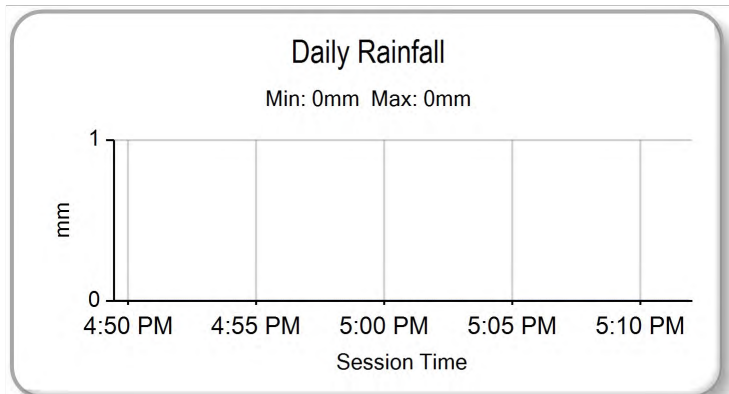 Daily Rainfall
Min: 0mm Max: 0mm
1
mm
0
4:50 PM 4:55 PM 5:00 PM 5:05 PM 5:10 PM
Session Time